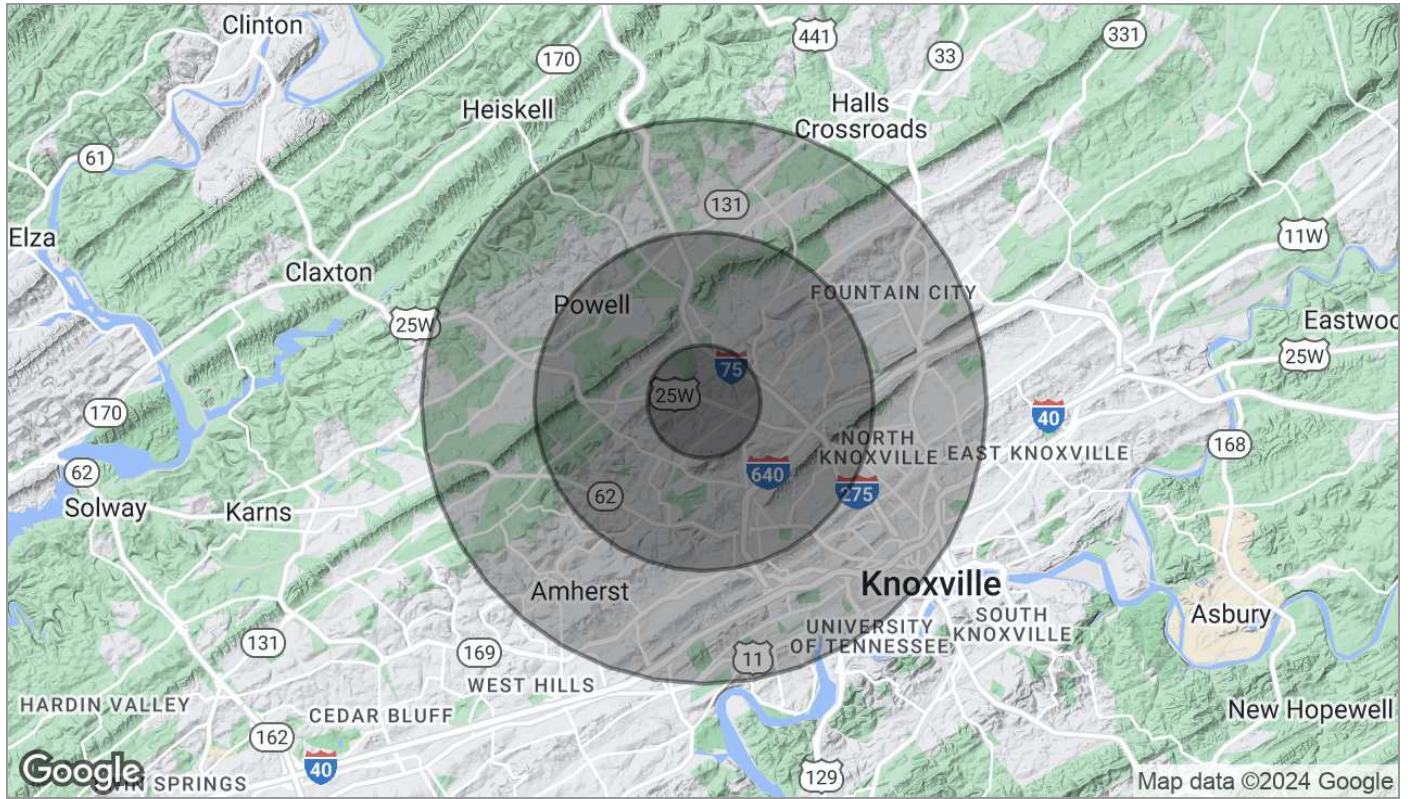 Clinton
441
331
170
33
Heiskell
Halls
Crossroads
61
131
Elza
11W
Claxton
Powell
FOUNTAIN CITY
25W
Eastwoo
25W
75
25W
170
40
NORTH
KNOXVILLE
EAST KNOXVILLE
168
62
640
275
62
Solway
Karns
Amherst
Knoxville
SOUTH
KNOXVILLE
Asbury
UNIVERSITY
OF TENNESSEE
131
169
11
WEST HILLS
HARDIN VALLEY
CEDAR BLUFF
New Hopewell
162
40
129
Google
VIN SPRINGS
Map data ©2024 Google